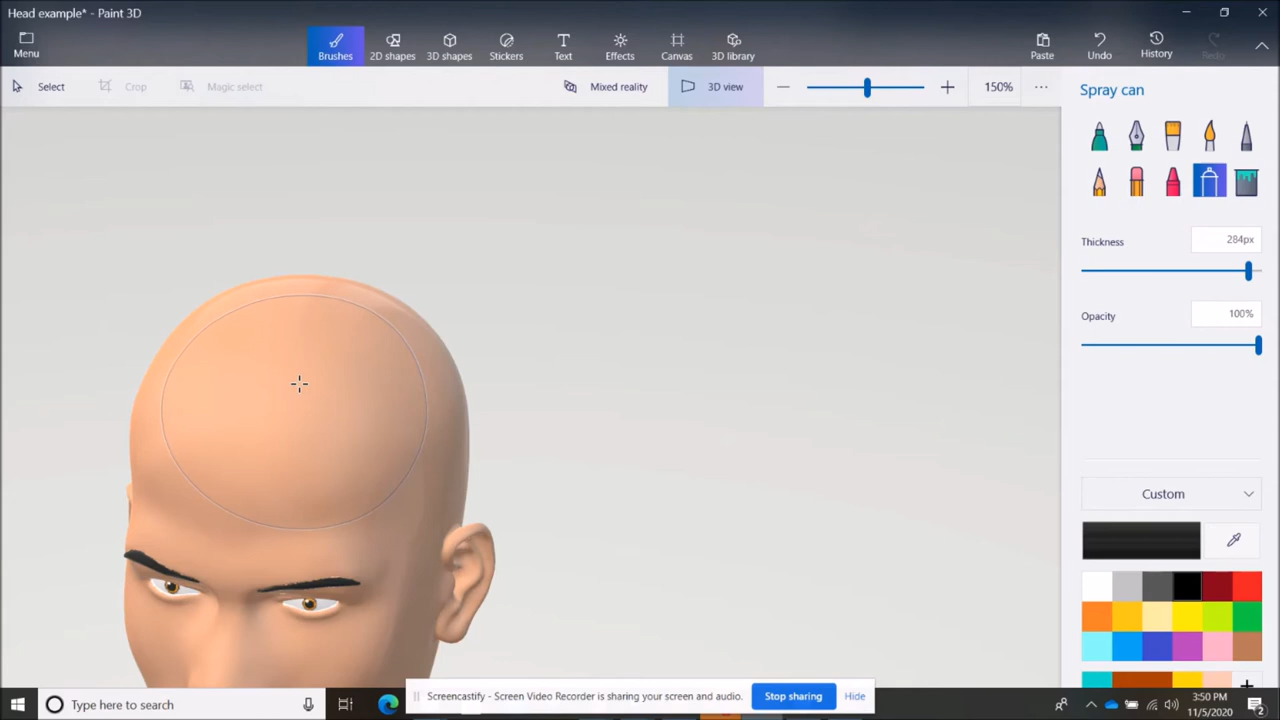 Head example* - Paint 3D
Menu
Brushes
2D shapes
3D shapes
Stickers
Text
Effects
Canvas
3D library
Paste
Undo
History
Redo
Select
Crop
Magic select
Mixed reality
3D view
150%
Spray can
Thickness
284px
Opacity
100%
Custom
Screencastify - Screen Video Recorder is sharing your screen and audio.
Stop sharing
Hide
Type here to search
3:50 PM
11/5/2020
2